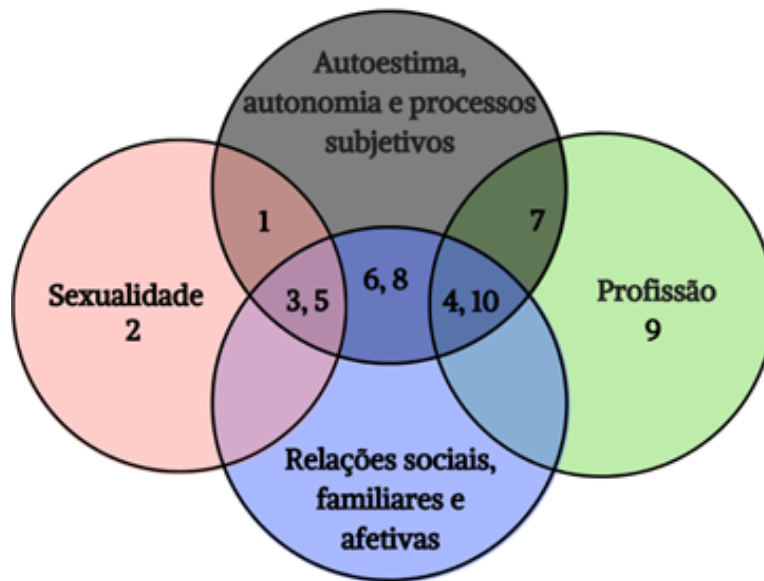 Autoestima,
autonomia e processos
subjetivos
1
7
Sexualidade
2
3, 5
6, 8
4, 10
Profissão
9
Relações sociais,
familiares e
afetivas